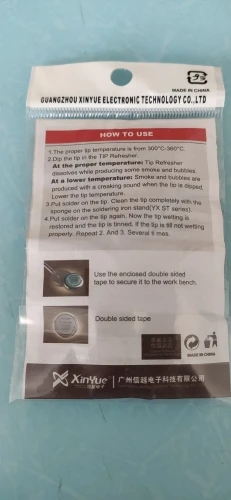 MADE IN CHINA
GUANGZHOU XINYUE ELECTRONIC TECHNOLOGY CO.,LTD
HOW TO USE
1.The proper tip temperature is from 300°C-360°C.
2.Dip the tip in the TIP Refresher.
At the proper temperature: Tip Refresher
dissolves while producing some smoke and bubbles.
At a lower temperature: Smoke and bubbles are
produced with a creaking sound when the tip is dipped.
Lower the tip temperature.
3.Put solder on the tip. Clean the tip completely with the
sponge on the soldering iron stand(YX ST series).
4.Put solder on the tip again. Now the tip wetting is
restored and the tip is tinned. If the tip is still not wetting
properly. Repeat 2. And 3. Several times.
Use the enclosed double sided
tape to secure it to the work bench.
Double sided tape
MADE IN CHINA
XinYue
信越电子
广州信越电子科技有限公司